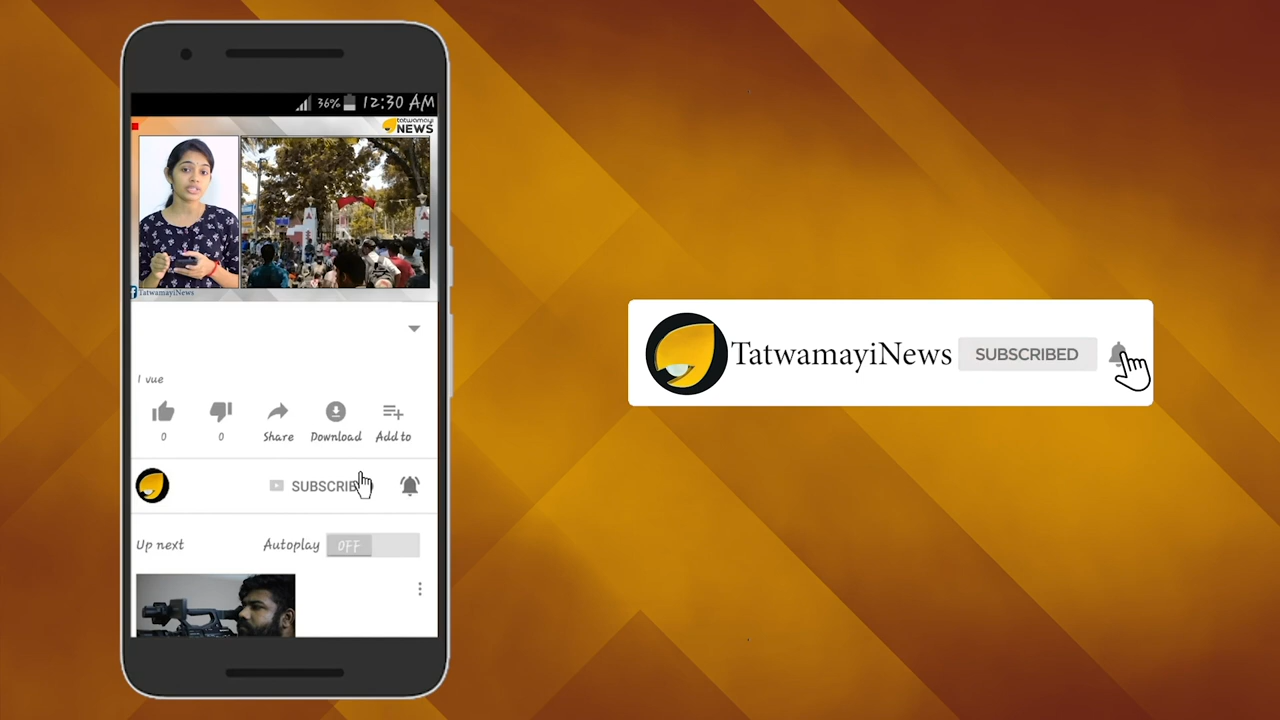 36% 12:30 AM
tatwamayi
NEWS
TatwamayiNews
1 vue
0 0 Share Download Add to
SUBSCRIBE
Up next Autoplay OFF
TatwamayiNews SUBSCRIBED